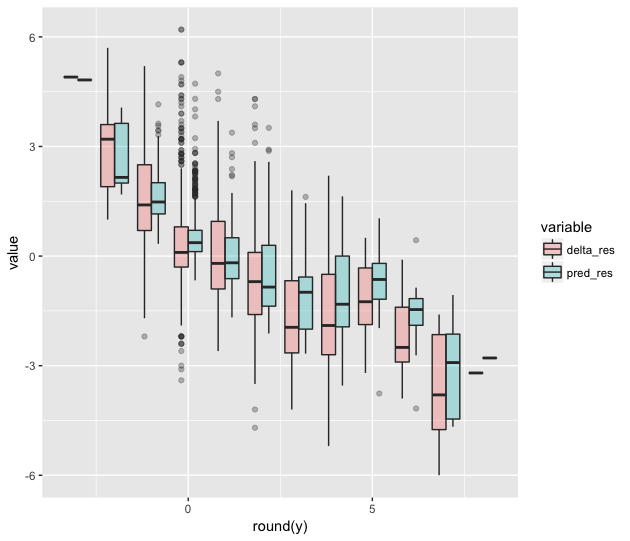 6
3
0
-3
-6
value
0
5
round(y)
variable
delta_res
pred_res